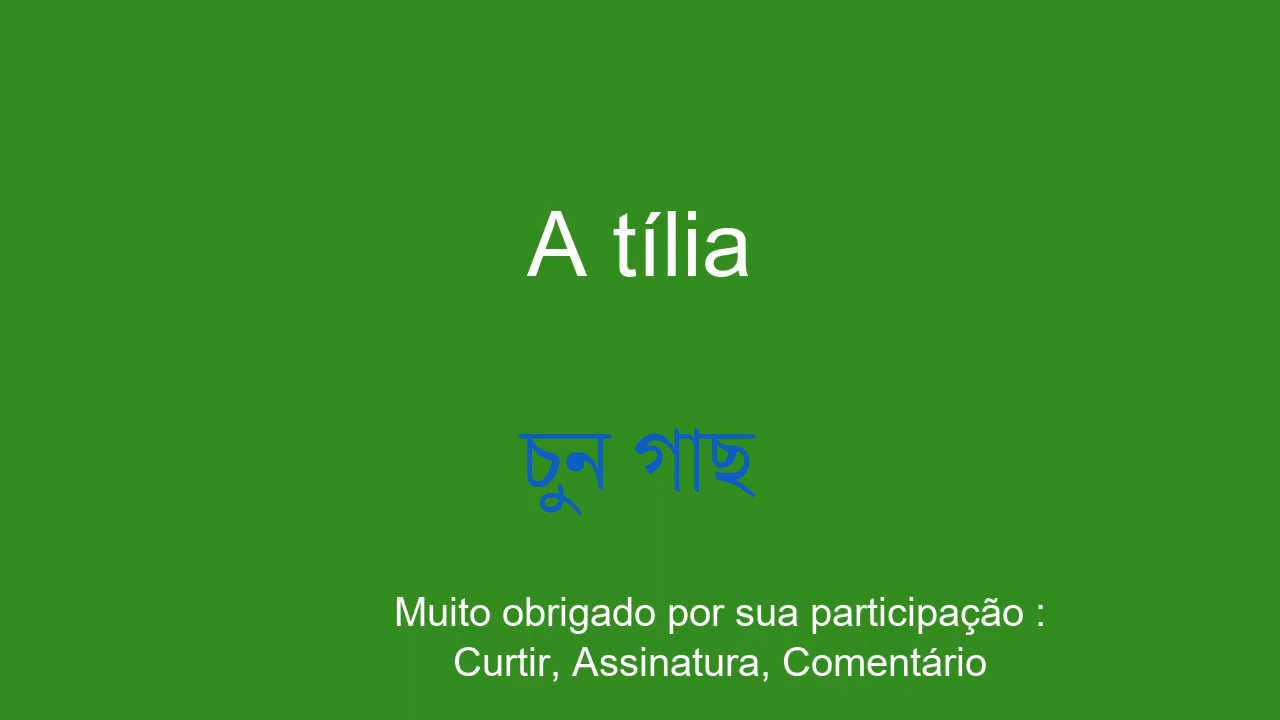 A tília
চুন গাছ
Muito obrigado por sua participação :
Curtir, Assinatura, Comentário